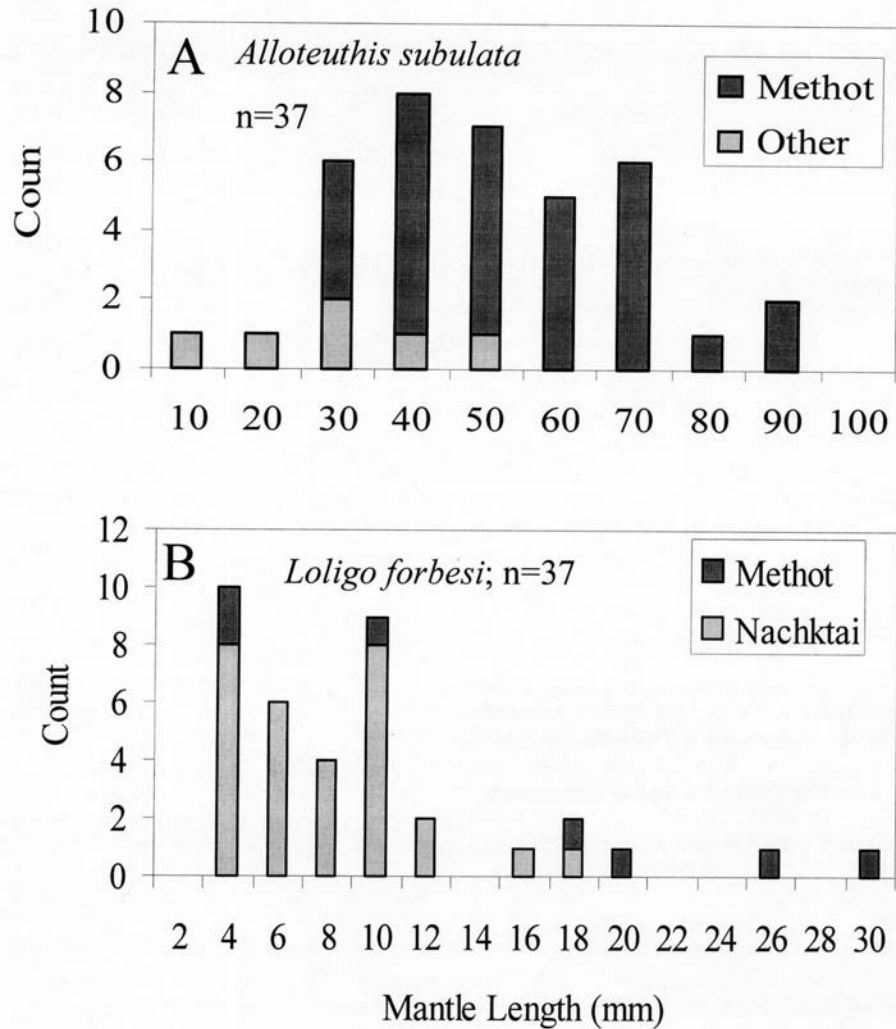 10
A Alloteuthis subulata
Methot
8
n=37
Other
6
Coun
4
2
0
10 20 30 40 50 60 70 80 90 100
12
B Loligo forbesi; n=37
Methot
10
Nachktai
8
Count
6
4
2
0
2 4 6 8 10 12 14 16 18 20 22 24 26 28 30
Mantle Length (mm)